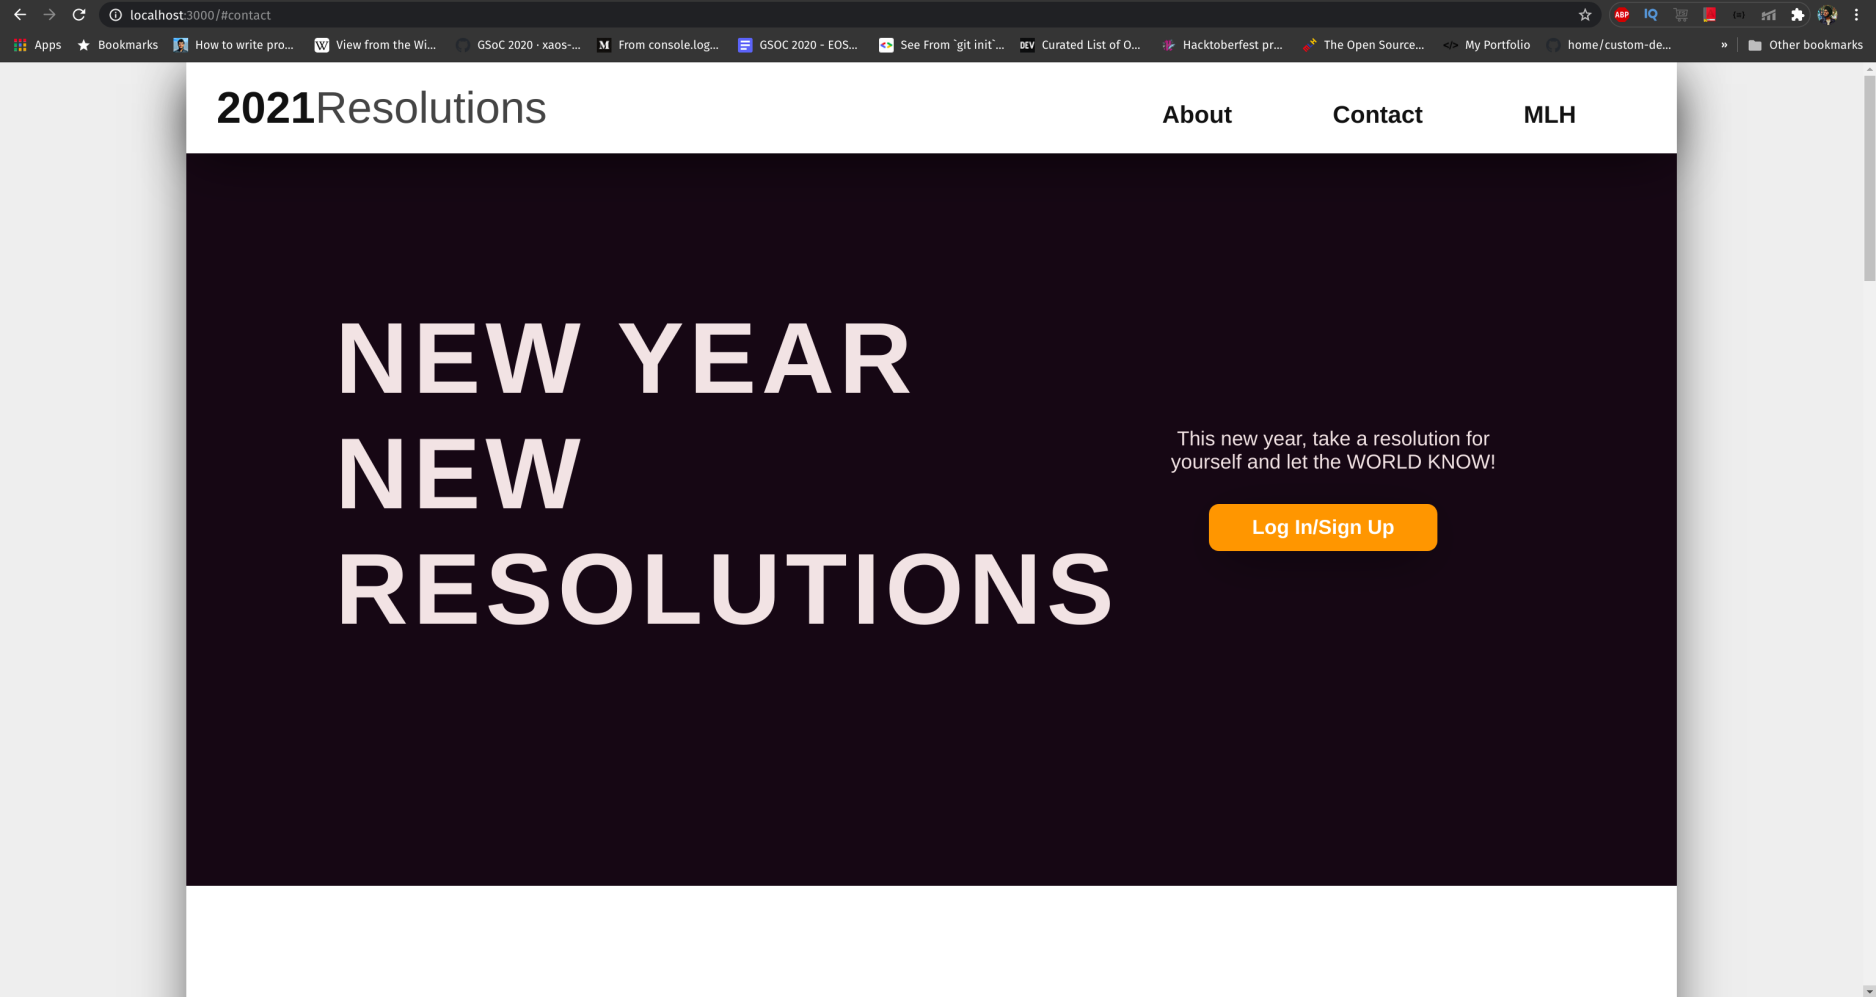 localhost:3000/#contact
ABP IQ
Apps Bookmarks How to write pro... W View from the Wi... GSoC 2020 · xaos-... M From console.log... GSOC 2020 - EOS... See From `git init`... DEV Curated List of O... Hacktoberfest pr... The Open Source... </> My Portfolio home/custom-de... » Other bookmarks
2021Resolutions
About Contact MLH
NEW YEAR
NEW
RESOLUTIONS
This new year, take a resolution for
yourself and let the WORLD KNOW!
Log In/Sign Up